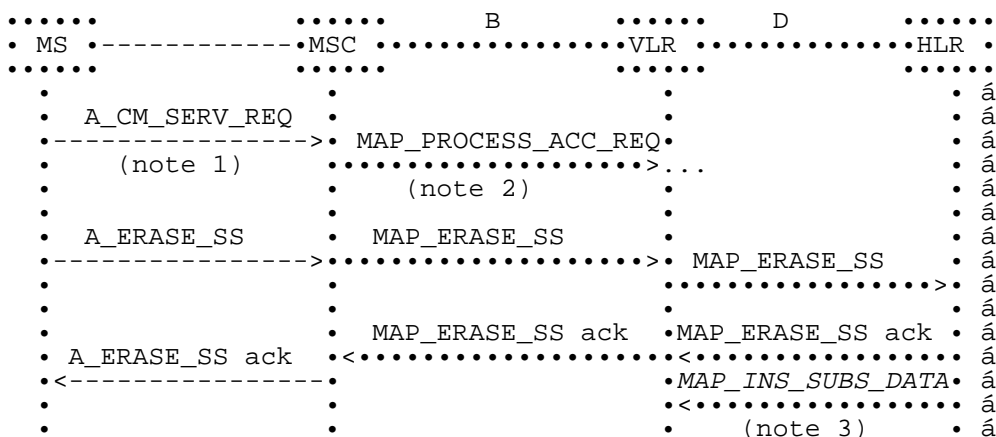 B D
MS MSC VLR HLR
A_CM_SERV_REQ
MAP_PROCESS_ACC_REQ
(note 1) ...
(note 2)
A_ERASE_SS MAP_ERASE_SS
MAP_ERASE_SS
MAP_ERASE_SS ack MAP_ERASE_SS ack
A_ERASE_SS ack
MAP_INS_SUBS_DATA
(note 3)